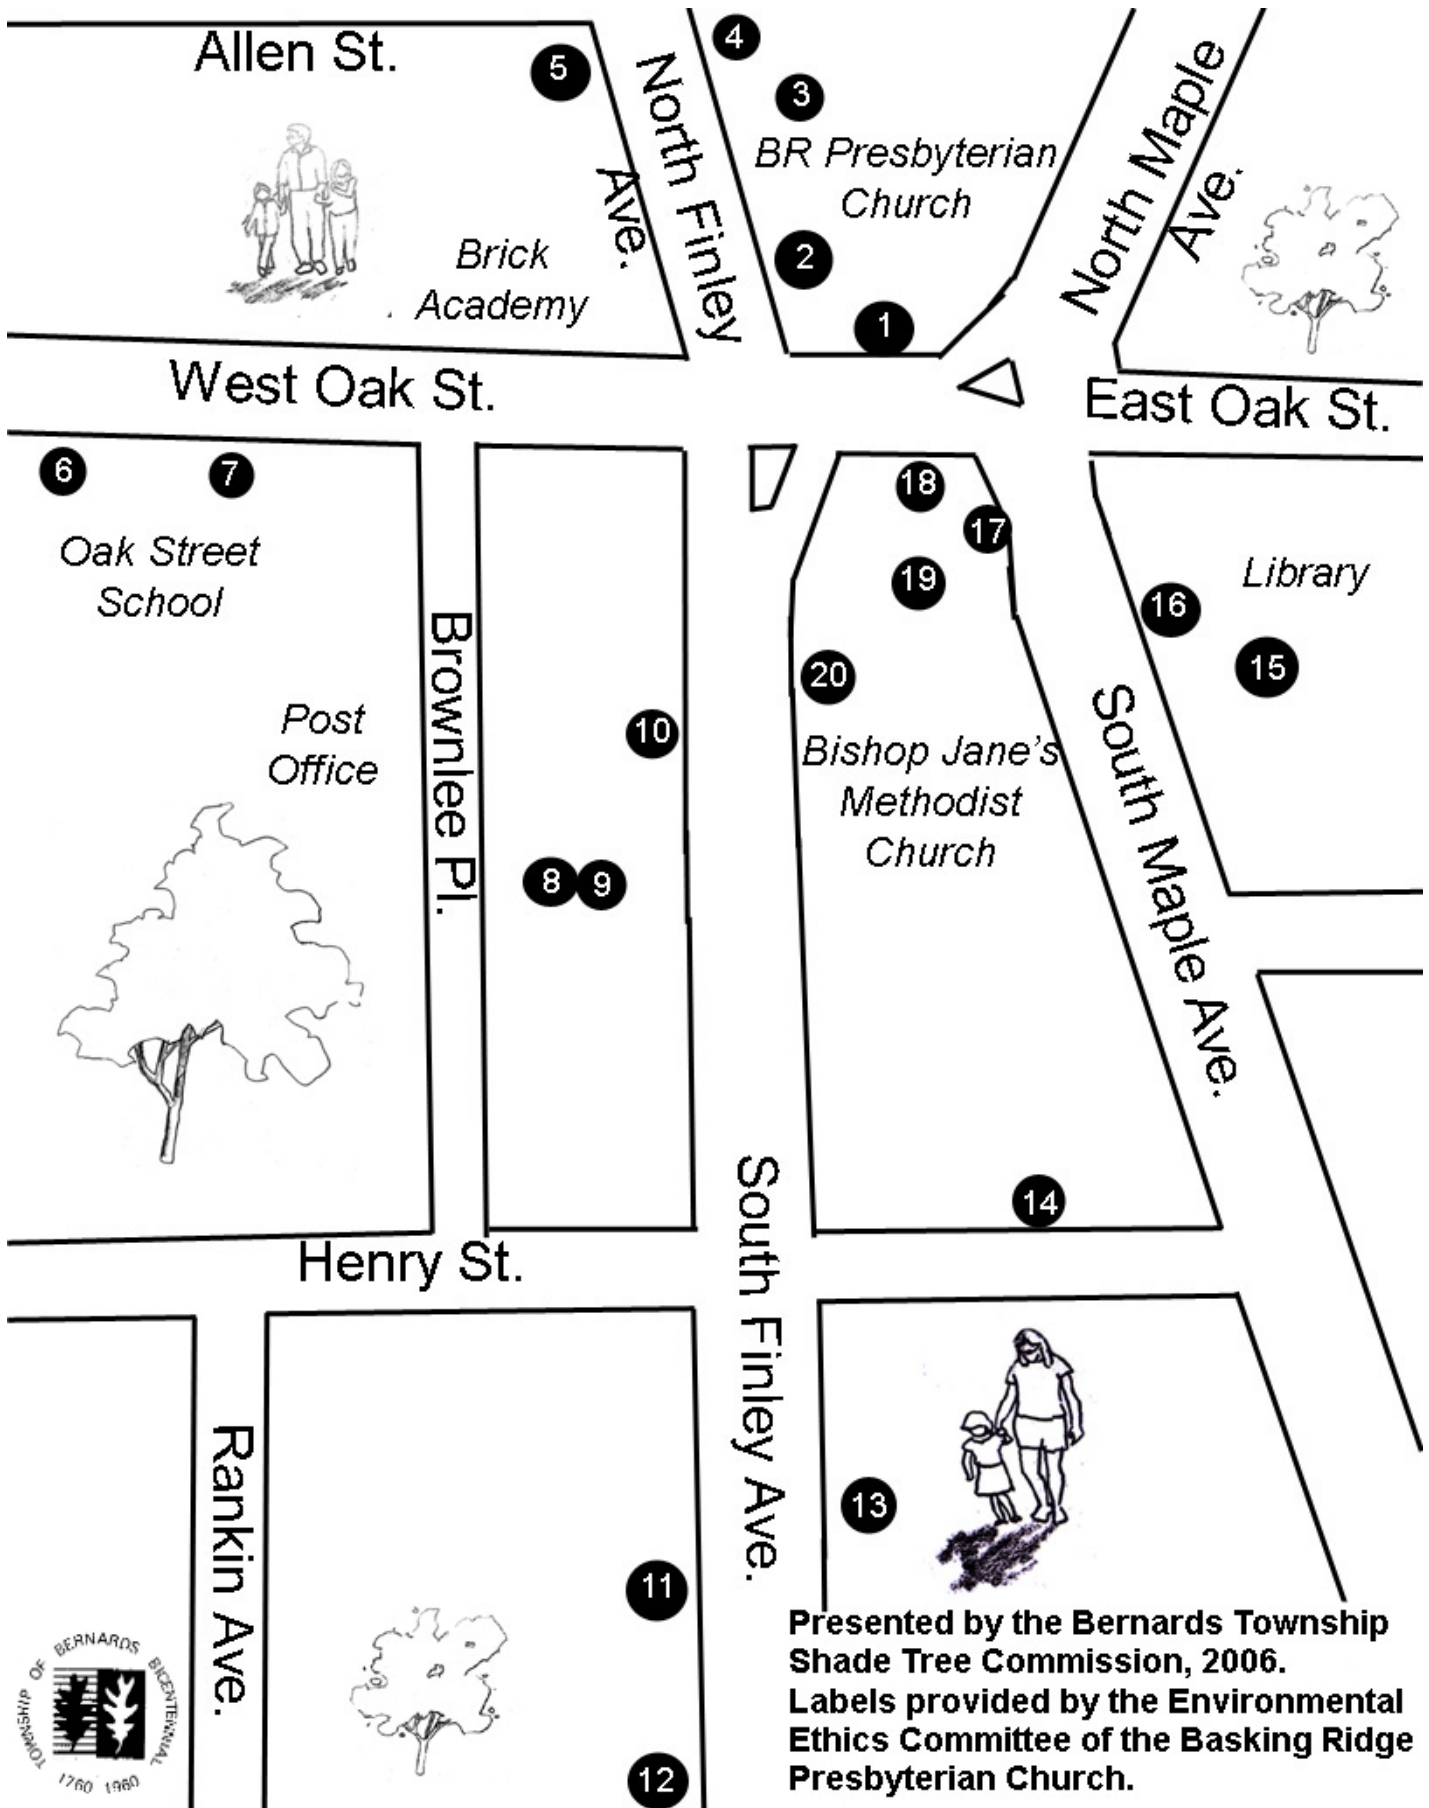 Allen St.
5
North Finley
Ave.
4
3
BR Presbyterian
Church
2
1
North Maple
Ave.
Brick
Academy
West Oak St.
East Oak St.
6
7
Oak Street
School
Post
Office
Brownlee Pl.
10
8
9
18
17
19
20
Bishop Jane's
Methodist
Church
Library
16
15
South Maple Ave.
14
Henry St.
South Finley Ave.
Rankin Ave.
13
11
12
TOWNSHIP OF BERNARDS BICENTENNIAL
1760 1960
Presented by the Bernards Township
Shade Tree Commission, 2006.
Labels provided by the Environmental
Ethics Committee of the Basking Ridge
Presbyterian Church.